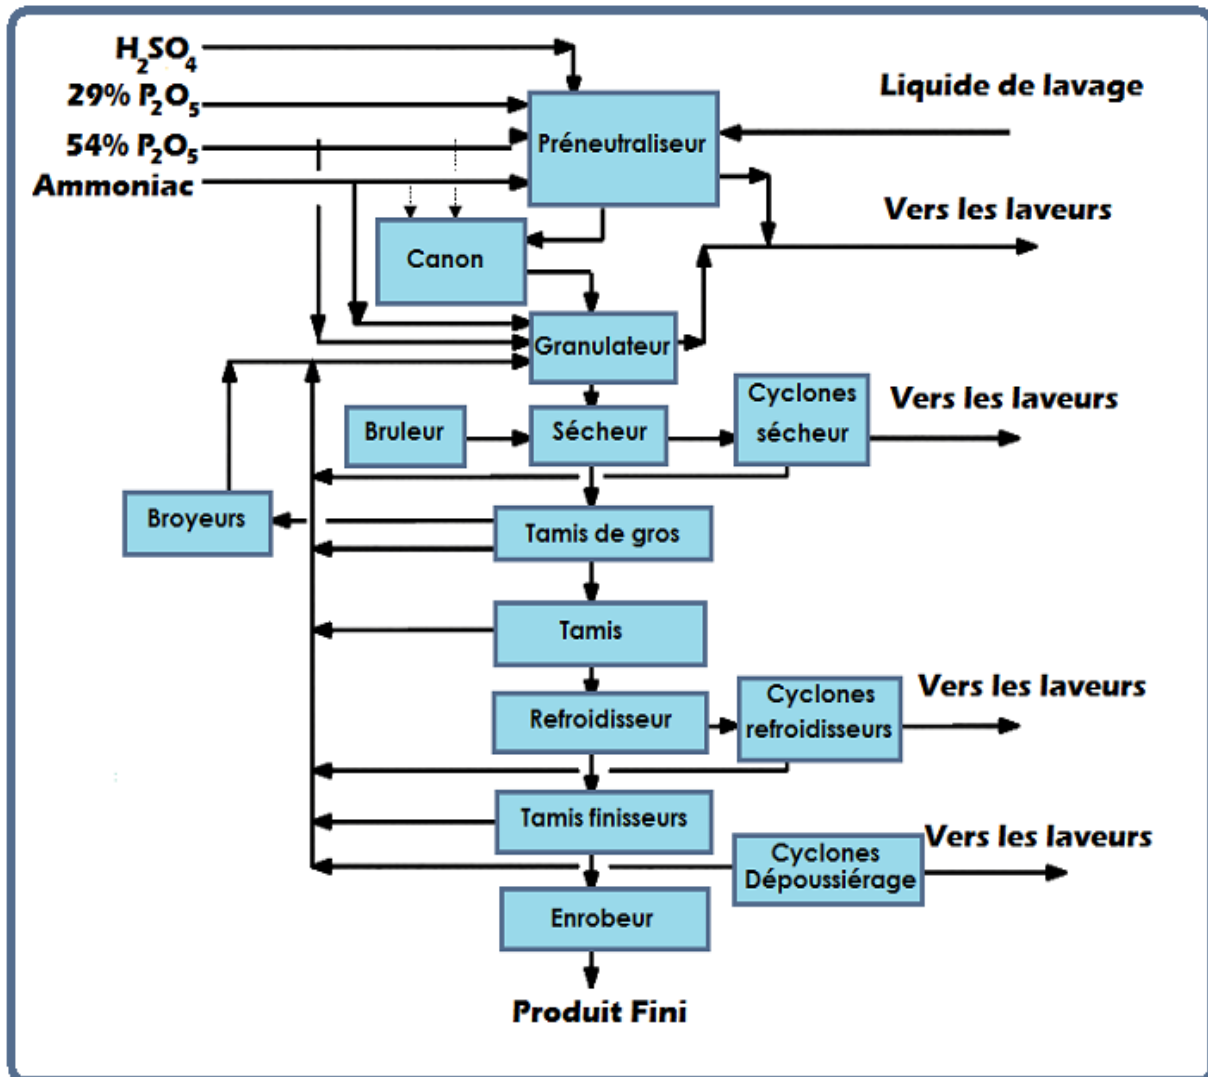 H2SO4
29% P2O5
54% P2O5
Ammoniac
Préneutraliseur
Liquide de lavage
Vers les laveurs
Canon
Granulateur
Bruleur
Sécheur
Cyclones
sécheur
Vers les laveurs
Broyeurs
Tamis de gros
Tamis
Refroidisseur
Cyclones
refroidisseurs
Vers les laveurs
Tamis finisseurs
Cyclones
Dépoussiérage
Vers les laveurs
Enrobeur
Produit Fini